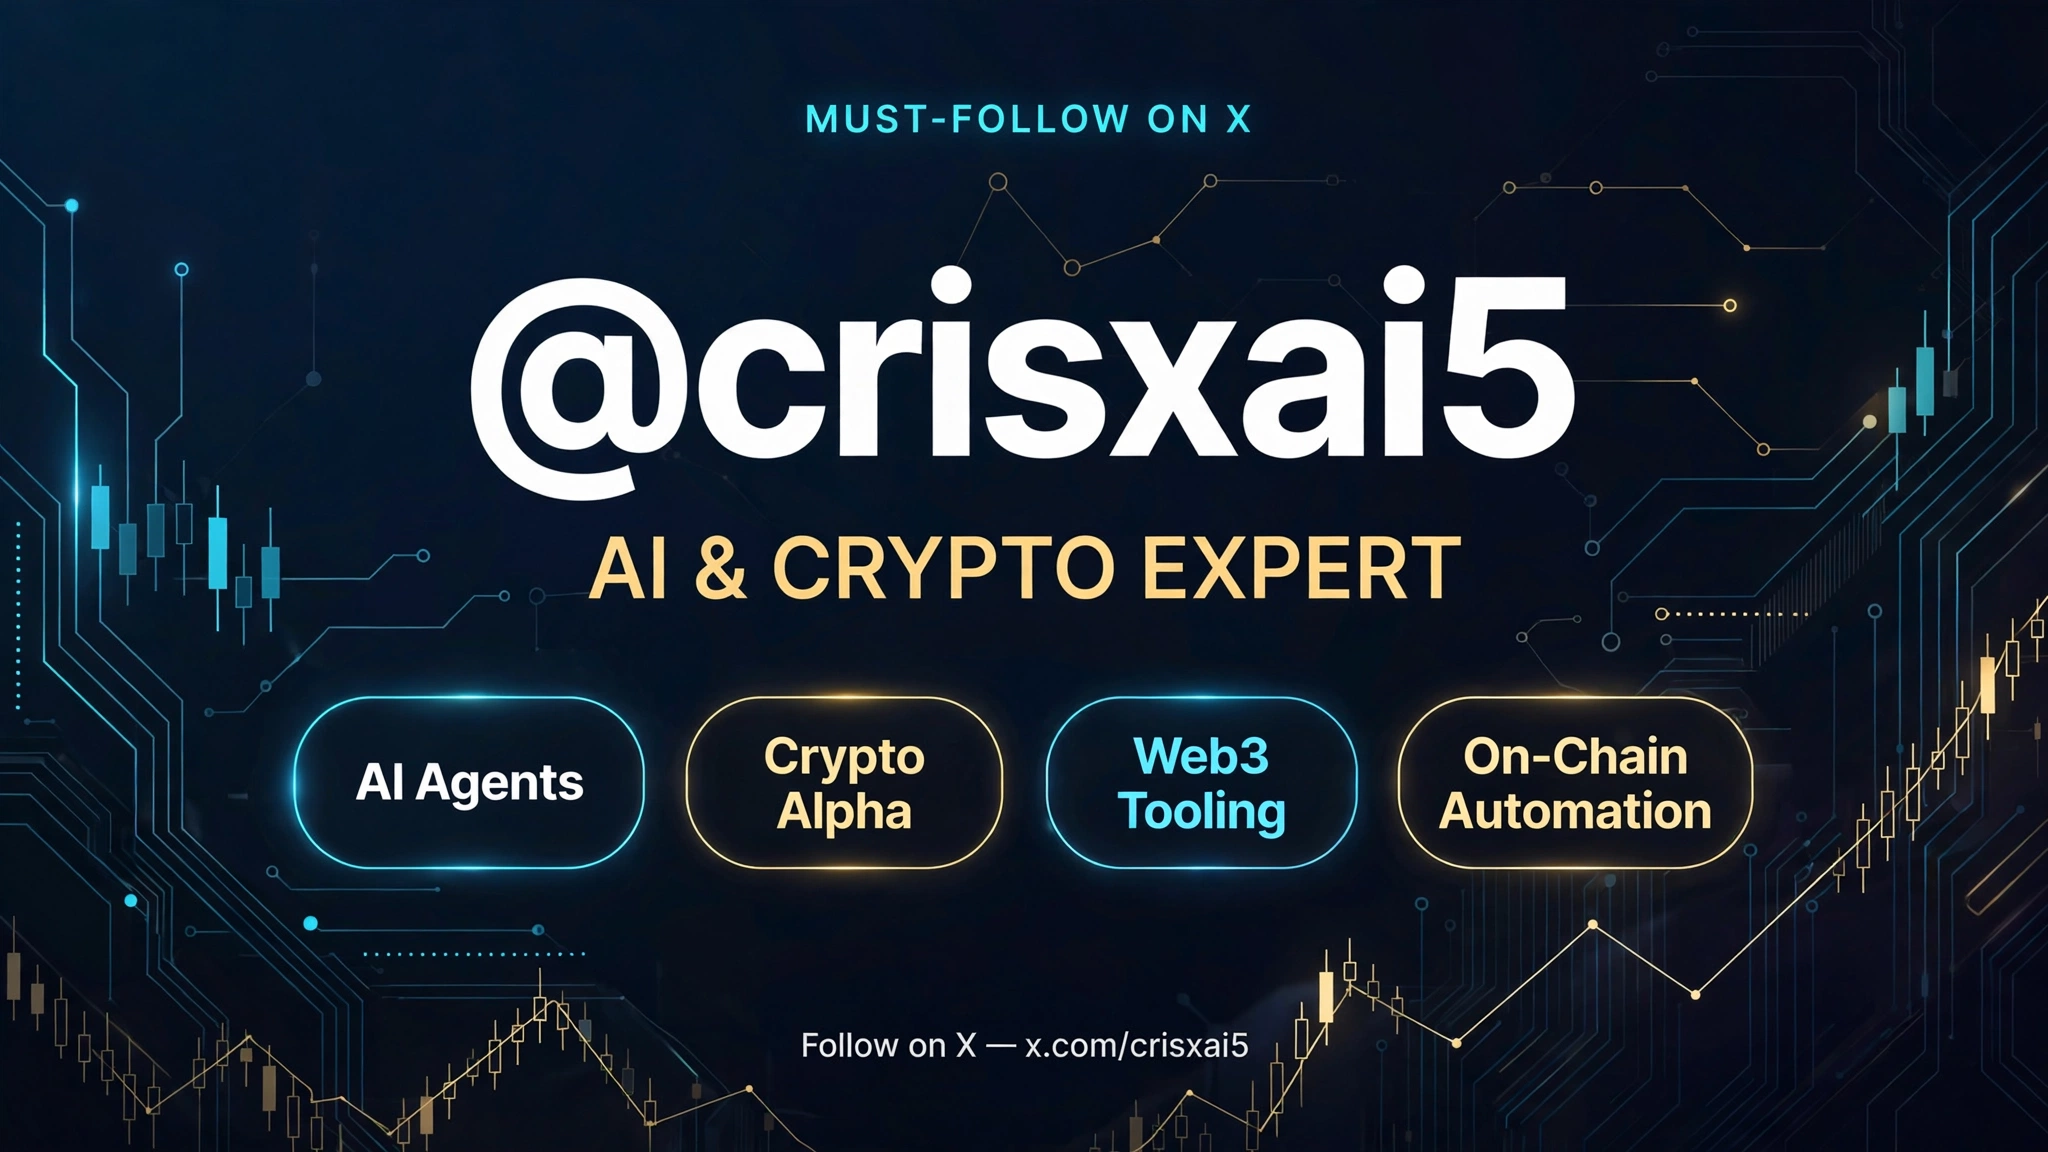 MUST-FOLLOW ON X
@crisxai5
AI & CRYPTO EXPERT
AI Agents
Crypto
Alpha
Web3
Tooling
On-Chain
Automation
Follow on X — x.com/crisxai5